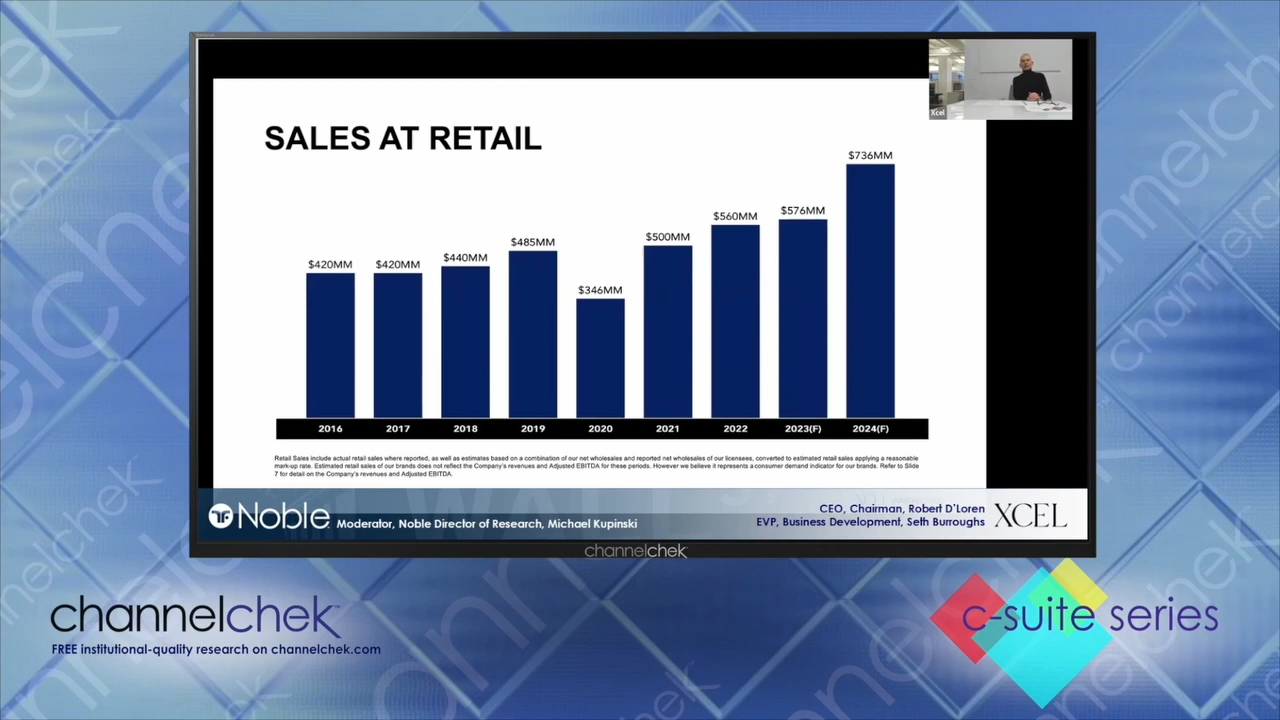 Xcel
SALES AT RETAIL
$420MM
$420MM
$440MM
$485MM
$346MM
$500MM
$560MM
$576MM
$736MM
2016 2017 2018 2019 2020 2021 2022 2023(F) 2024(F)
Retail Sales include actual retail sales where reported, as well as estimates based on a combination of our net wholesales and reported net wholesales of our licensees, converted to estimated retail sales applying a reasonable
mark-up rate. Estimated retail sales of our brands does not reflect the Company's revenues and Adjusted EBITDA for these periods. However we believe it represents a consumer demand indicator for our brands. Refer to Slide
7 for detail on the Company's revenues and Adjusted EBITDA.
Noble
Moderator, Noble Director of Research, Michael Kupinski
CEO, Chairman, Robert D'Loren
EVP, Business Development, Seth Burroughs
XCEL
channelchek
channelchek™
FREE institutional-quality research on channelchek.com
c-suite series